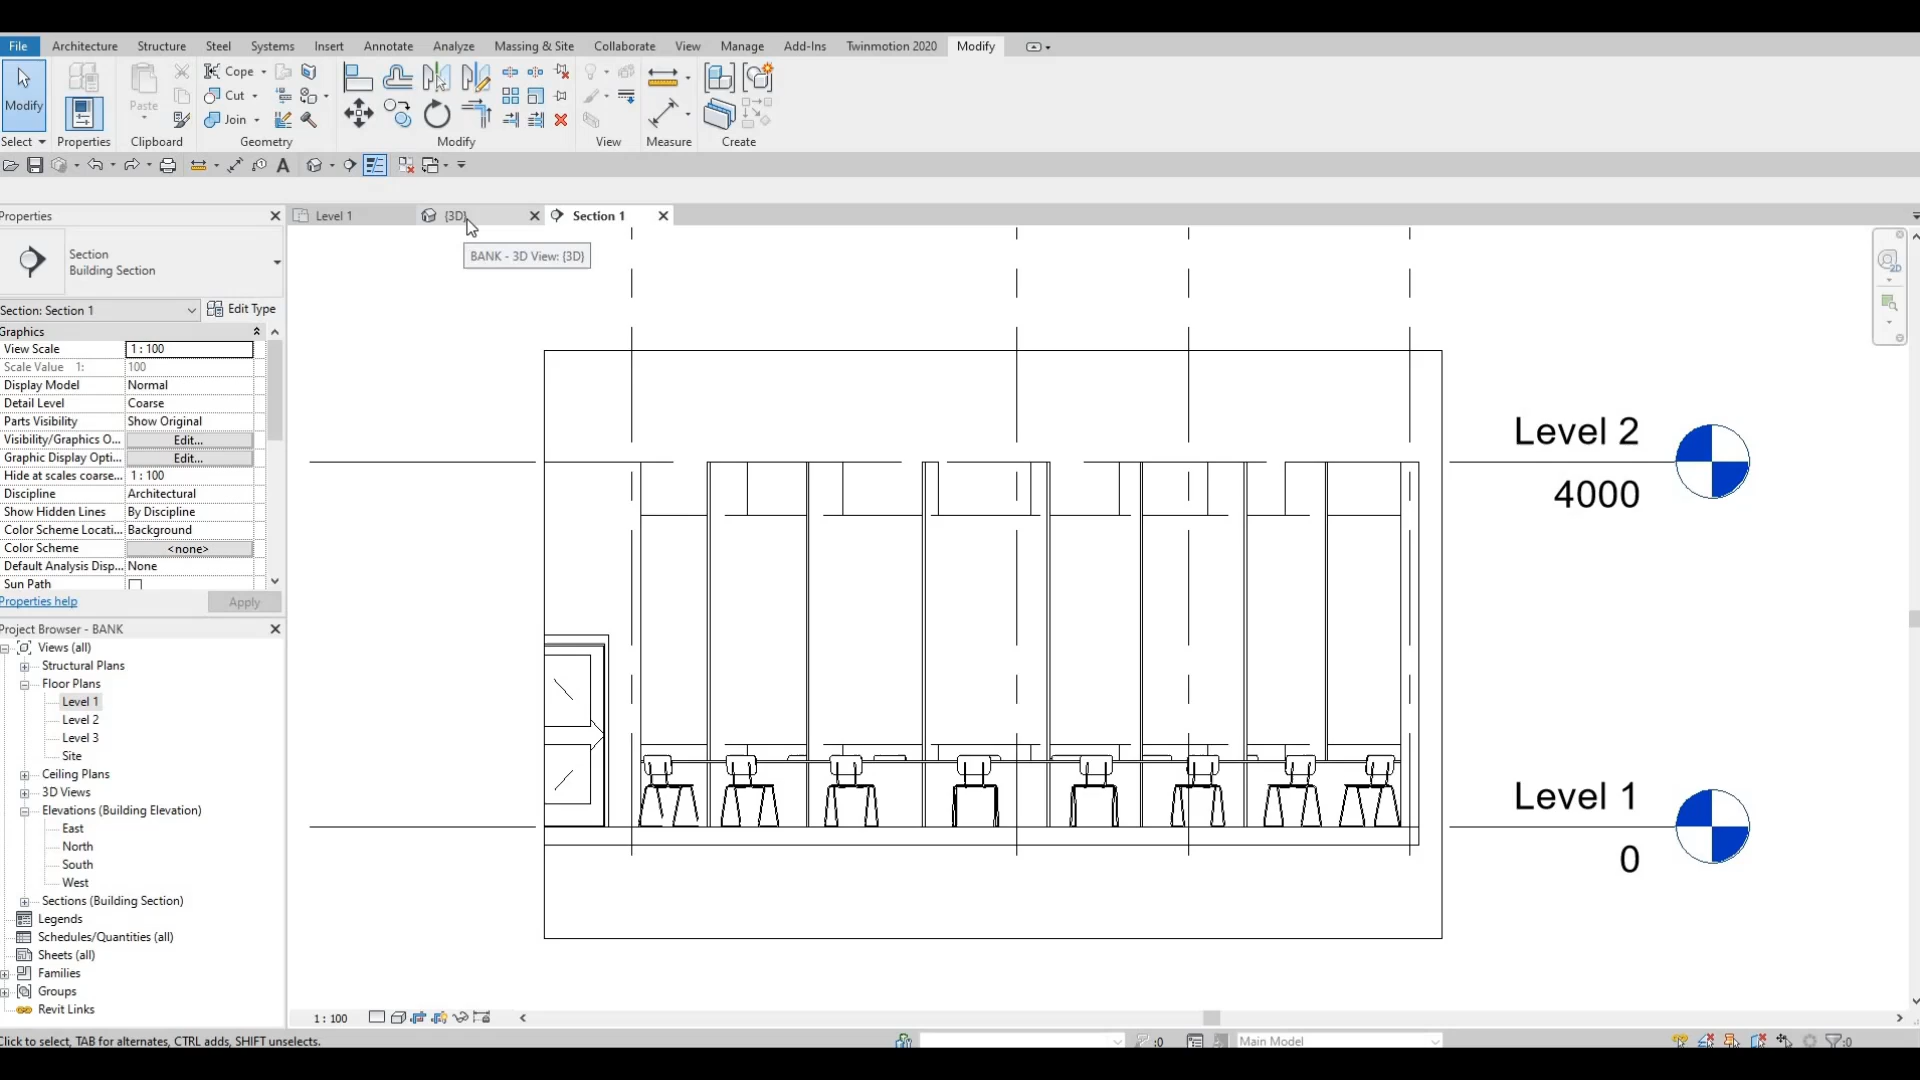 File Architecture Structure Steel Systems Insert Annotate Analyze Massing & Site Collaborate View Manage Add-Ins Twinmotion 2020 Modify
Modify Paste Cope
Cut
Join
Select Properties Clipboard Geometry Modify View Measure Create
Properties
Level 1 {3D} Section 1
BANK - 3D View: {3D}
Section
Building Section
Section: Section 1 Edit Type
Graphics
View Scale 1 : 100
Scale Value 1: 100
Display Model Normal
Detail Level Coarse
Parts Visibility Show Original
Visibility/Graphics O... Edit...
Graphic Display Opti... Edit...
Hide at scales coarse... 1 : 100
Discipline Architectural
Show Hidden Lines By Discipline
Color Scheme Locati... Background
Color Scheme <none>
Default Analysis Disp... None
Sun Path
Properties help Apply
Project Browser - BANK
Views (all)
Structural Plans
Floor Plans
Level 1
Level 2
Level 3
Site
Ceiling Plans
3D Views
Elevations (Building Elevation)
East
North
South
West
Sections (Building Section)
Legends
Schedules/Quantities (all)
Sheets (all)
Families
Groups
Revit Links
Level 2
4000
Level 1
0
1 : 100
Click to select, TAB for alternates, CTRL adds, SHIFT unselects. :0 Main Model :0